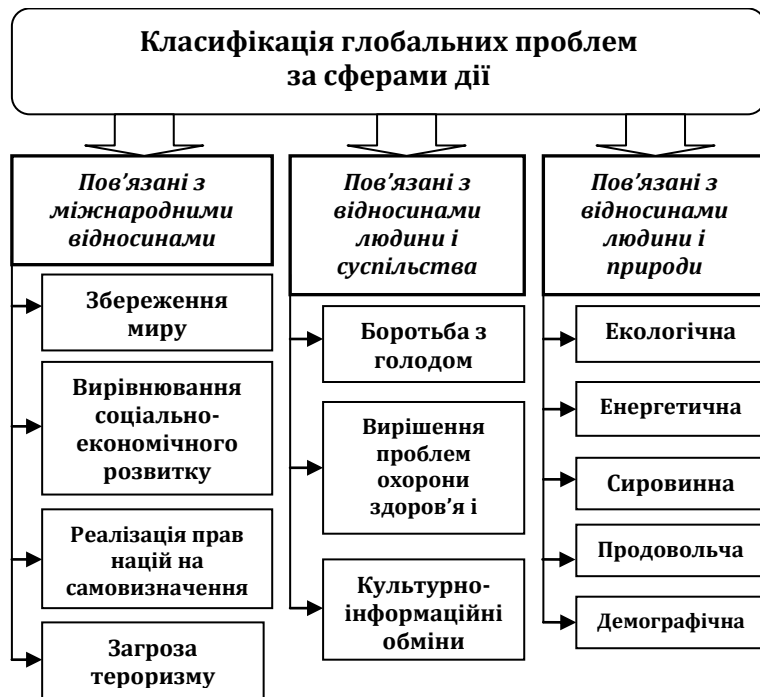 Класифікація глобальних проблем
за сферами дії
Пов’язані з
міжнародними
відносинами
Збереження
миру
Вирівнювання
соціально-
економічного
розвитку
Реалізація прав
націй на
самовизначення
Загроза
тероризму
Пов’язані з
відносинами
людини і
суспільства
Боротьба з
голодом
Вирішення
проблем
охорони
здоров’я і
Культурно-
інформаційні
обміни
Пов’язані з
відносинами
людини і
природи
Екологічна
Енергетична
Сировинна
Продовольча
Демографічна